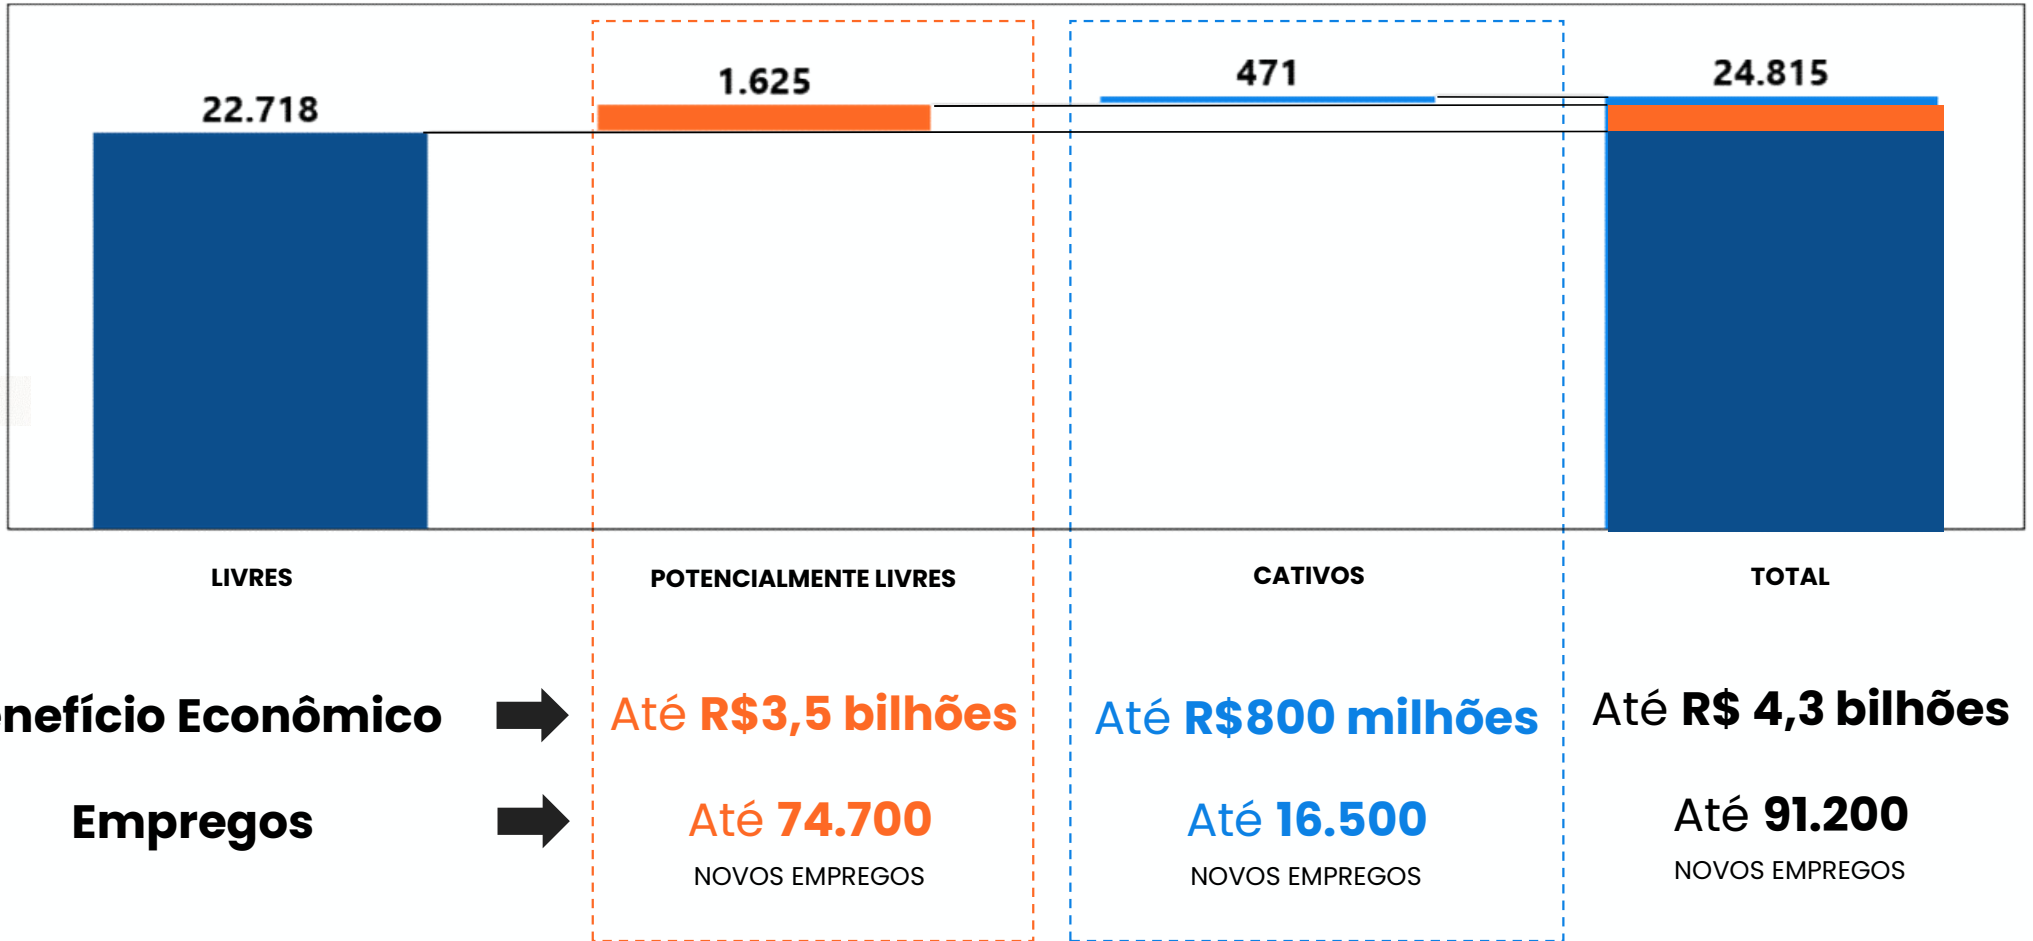 22.718
1.625
471
24.815
LIVRES
POTENCIALMENTE LIVRES
CATIVOS
TOTAL
enefício Econômico
Até R$3,5 bilhões
Até R$800 milhões
Até R$ 4,3 bilhões
Empregos
Até 74.700
Até 16.500
Até 91.200
NOVOS EMPREGOS
NOVOS EMPREGOS
NOVOS EMPREGOS